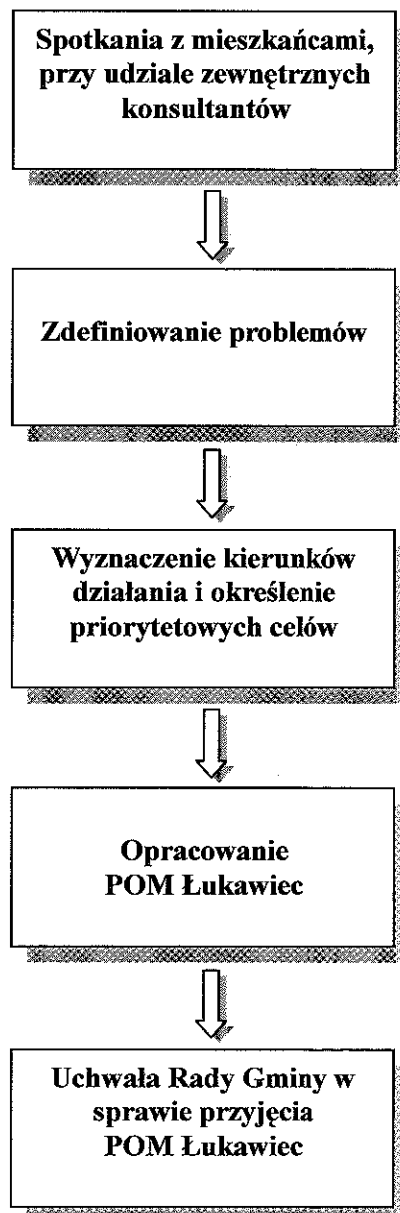 Spotkania z mieszkańcami,
przy udziale zewnętrznych
konsultantów
Zdefiniowanie problemów
Wyznaczenie kierunków
działania i określenie
priorytetowych celów
Opracowanie
POM Łukawiec
Uchwała Rady Gminy w
sprawie przyjęcia
POM Łukawiec